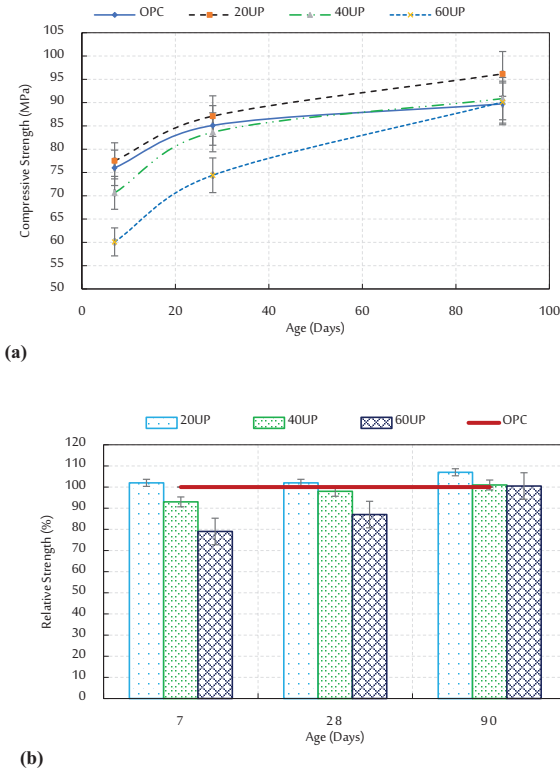 OPC 20UP 40UP 60UP
105
100
95
90
85
80
75
70
65
60
55
50
Compressive Strength (MPa)
0 20 40 60 80 100
Age (Days)
(a)
20UP 40UP 60UP OPC
120
110
100
90
80
70
60
50
40
30
20
10
0
Relative Strength (%)
7 28 90
Age (Days)
(b)